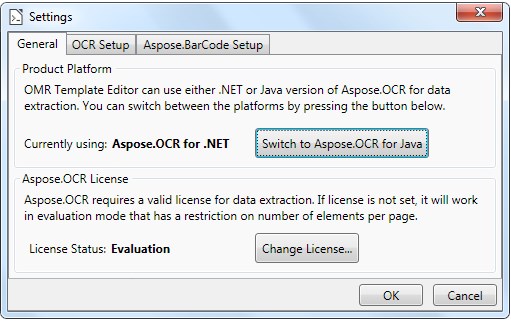 Settings
General
OCR Setup
Aspose.BarCode Setup
Product Platform
OMR Template Editor can use either .NET or Java version of Aspose.OCR for data
extraction. You can switch between the platforms by pressing the button below.
Currently using: Aspose.OCR for .NET
Switch to Aspose.OCR for Java
Aspose.OCR License
Aspose.OCR requires a valid license for data extraction. If license is not set, it will work
in evaluation mode that has a restriction on number of elements per page.
License Status: Evaluation
Change License...
OK
Cancel